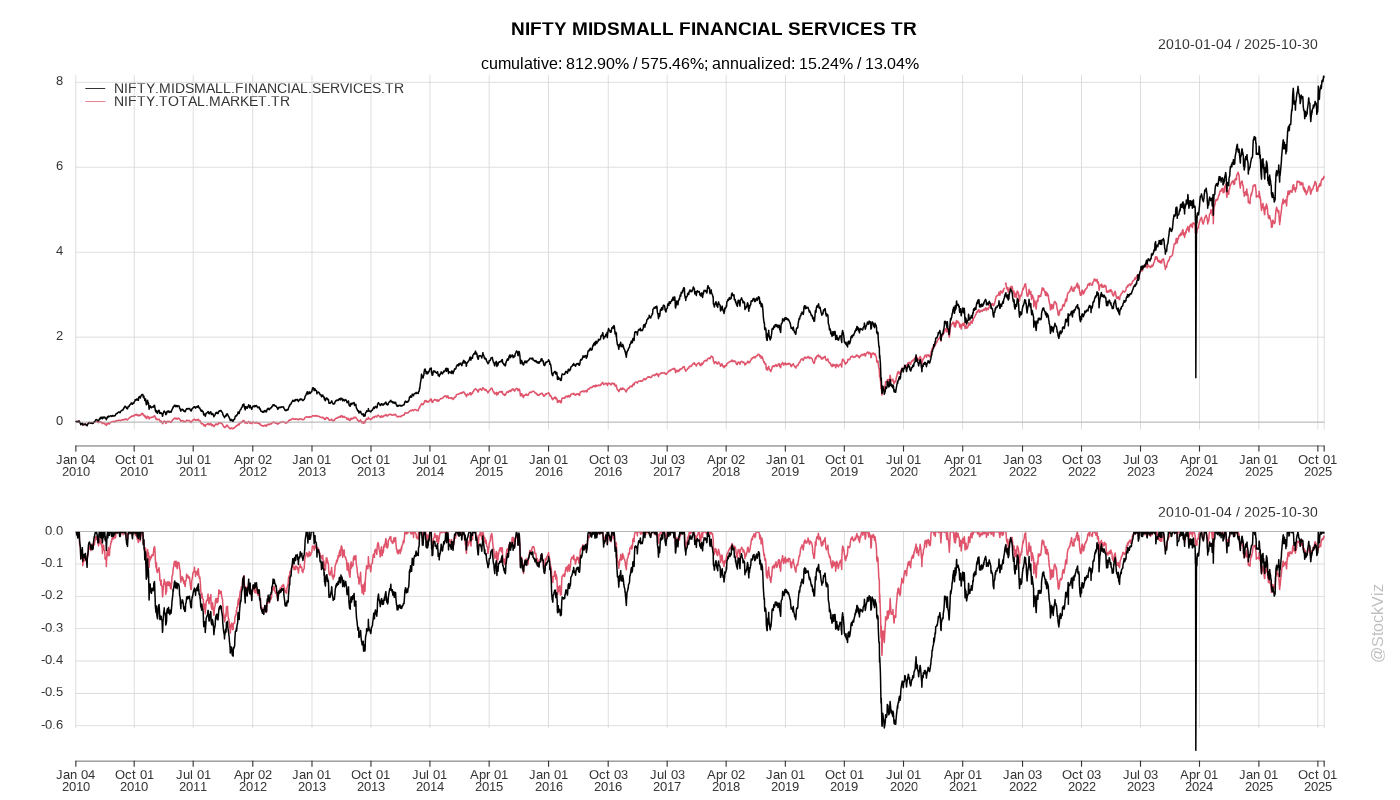 NIFTY MIDSMALL FINANCIAL SERVICES TR
2010-01-04 / 2025-10-30
cumulative: 812.90% / 575.46%; annualized: 15.24% / 13.04%
NIFTY.MIDSMALL.FINANCIAL.SERVICES.TR
NIFTY.TOTAL.MARKET.TR
8
6
4
2
0
Jan 04 Oct 01 Jul 01 Apr 02 Jan 01 Oct 01 Jul 01 Apr 01 Jan 01 Oct 03 Jul 03 Apr 02 Jan 01 Oct 01 Jul 01 Apr 01 Jan 03 Oct 03 Jul 03 Apr 01 Jan 01 Oct 01
2010 2010 2011 2012 2013 2013 2014 2015 2016 2016 2017 2018 2019 2019 2020 2021 2022 2022 2023 2024 2025 2025
2010-01-04 / 2025-10-30
0.0
-0.1
-0.2
-0.3
-0.4
-0.5
-0.6
Jan 04 Oct 01 Jul 01 Apr 02 Jan 01 Oct 01 Jul 01 Apr 01 Jan 01 Oct 03 Jul 03 Apr 02 Jan 01 Oct 01 Jul 01 Apr 01 Jan 03 Oct 03 Jul 03 Apr 01 Jan 01 Oct 01
2010 2010 2011 2012 2013 2013 2014 2015 2016 2016 2017 2018 2019 2019 2020 2021 2022 2022 2023 2024 2025 2025
@StockViz